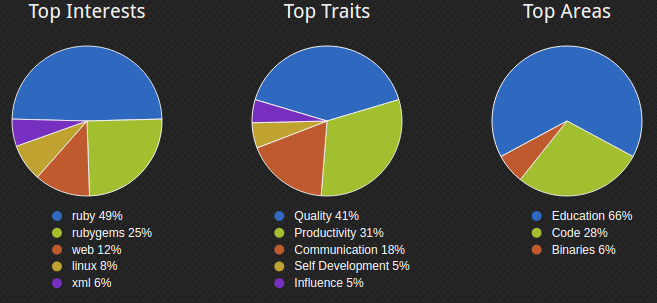 Top Interests
Top Traits
Top Areas
ruby 49%
rubygems 25%
web 12%
linux 8%
xml 6%
Quality 41%
Productivity 31%
Communication 18%
Self Development 5%
Influence 5%
Education 66%
Code 28%
Binaries 6%